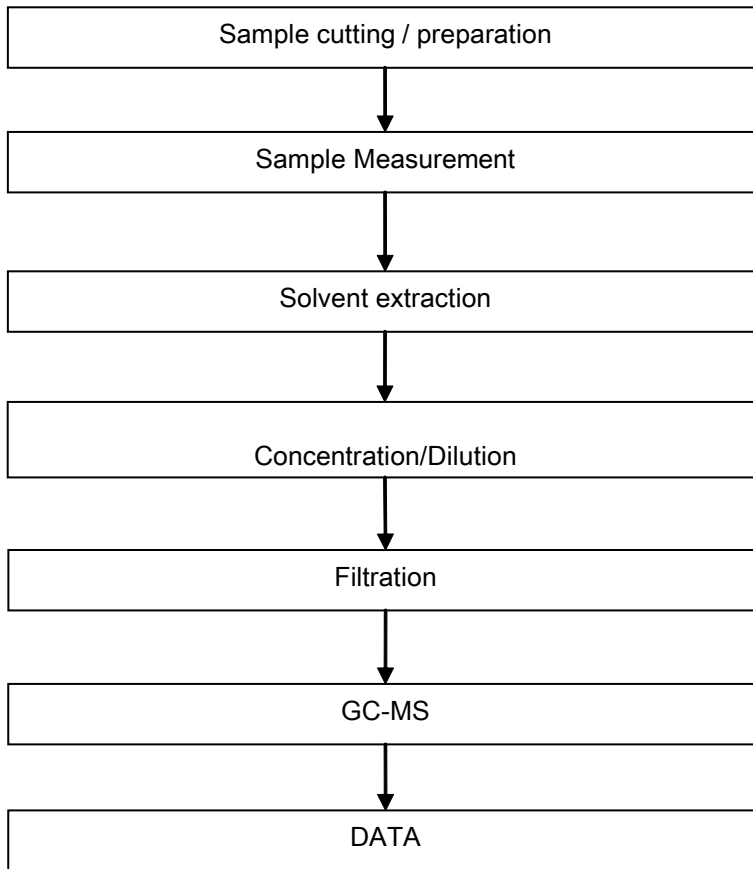 Sample cutting / preparation
Sample Measurement
Solvent extraction
Concentration/Dilution
Filtration
GC-MS
DATA